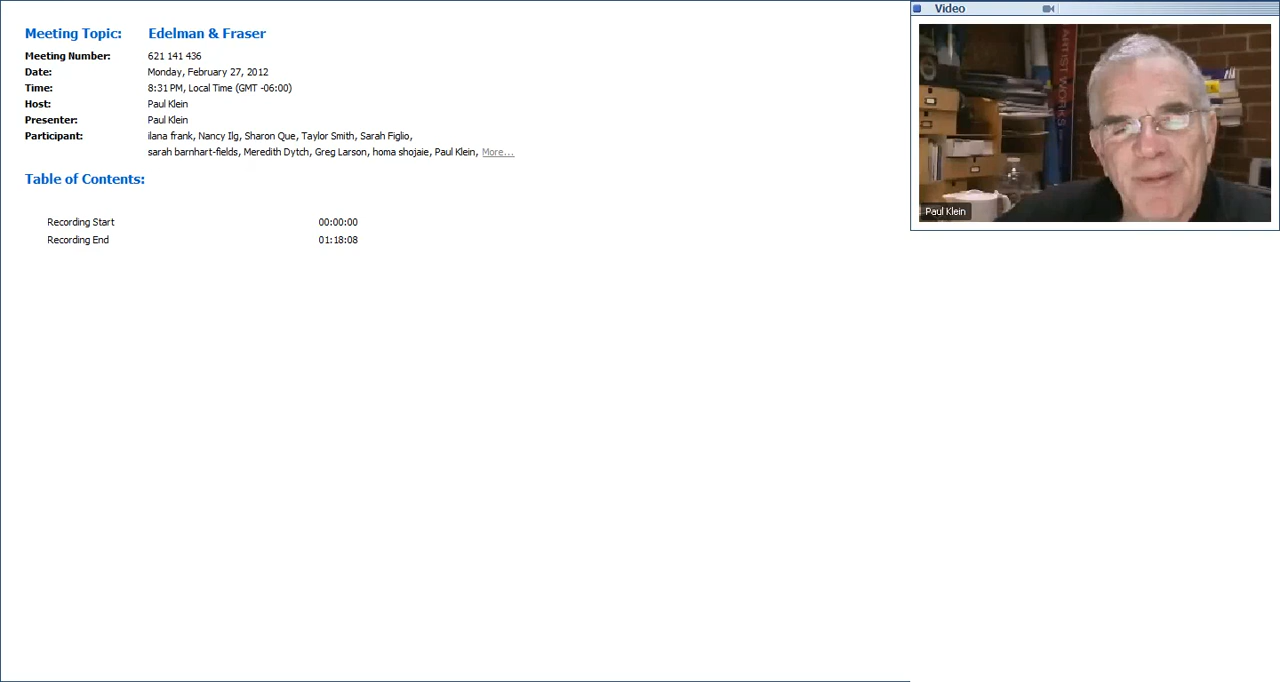 Meeting Topic: Edelman & Fraser
Meeting Number: 621 141 436
Date: Monday, February 27, 2012
Time: 8:31 PM, Local Time (GMT -06:00)
Host: Paul Klein
Presenter: Paul Klein
Participant: ilana frank, Nancy Ilg, Sharon Que, Taylor Smith, Sarah Figlio,
sarah barnhart-fields, Meredith Dytch, Greg Larson, homa shojaie, Paul Klein, More...
Table of Contents:
Recording Start 00:00:00
Recording End 01:18:08
Video
ARTIST WORKS
Paul Klein